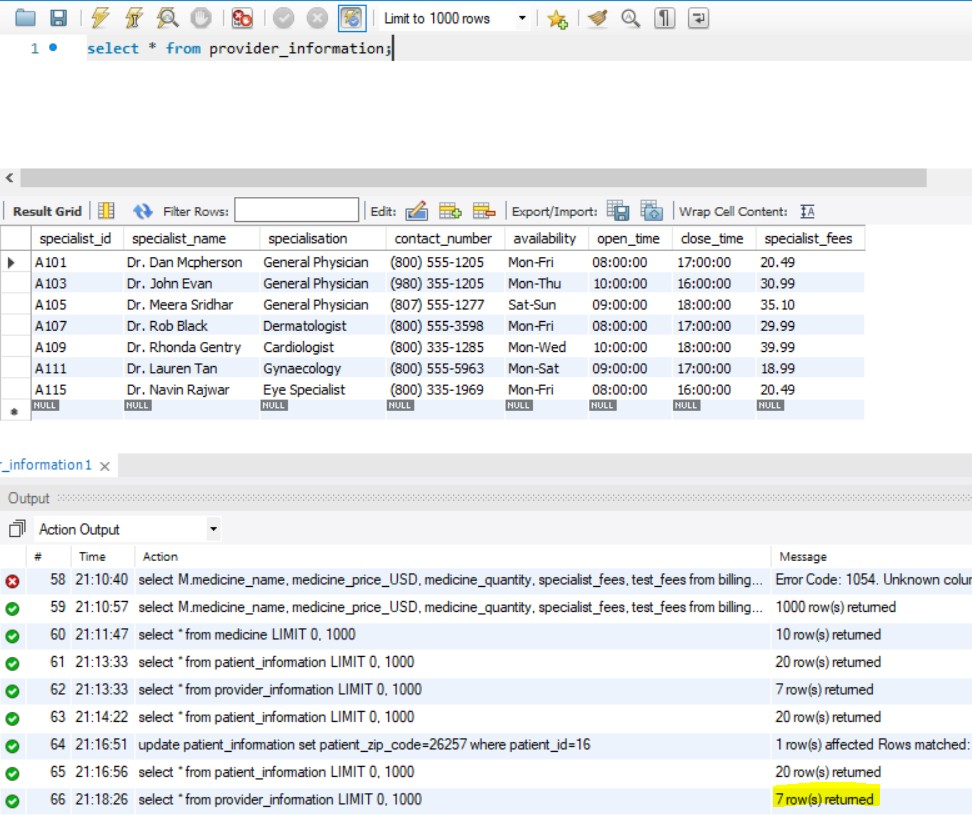 Limit to 1000 rows
1 select * from provider_information;
Result Grid Filter Rows: Edit: Export/Import: Wrap Cell Content:
specialist_id specialist_name specialisation contact_number availability open_time close_time specialist_fees
A101 Dr. Dan Mcpherson General Physician (800) 555-1205 Mon-Fri 08:00:00 17:00:00 20.49
A103 Dr. John Evan General Physician (980) 355-1205 Mon-Thu 10:00:00 16:00:00 30.99
A105 Dr. Meera Sridhar General Physician (807) 555-1277 Sat-Sun 09:00:00 18:00:00 35.10
A107 Dr. Rob Black Dermatologist (800) 555-3598 Mon-Fri 08:00:00 17:00:00 29.99
A109 Dr. Rhonda Gentry Cardiologist (800) 335-1285 Mon-Wed 10:00:00 18:00:00 39.99
A111 Dr. Lauren Tan Gynaecology (800) 555-5963 Mon-Sat 09:00:00 17:00:00 18.99
A115 Dr. Navin Rajwar Eye Specialist (800) 335-1969 Mon-Fri 08:00:00 16:00:00 20.49
NULL NULL NULL NULL NULL NULL NULL NULL
r_information1
Output
Action Output
# Time Action Message
58 21:10:40 select M.medicine_name, medicine_price_USD, medicine_quantity, specialist_fees, test_fees from billing... Error Code: 1054. Unknown colu
59 21:10:57 select M.medicine_name, medicine_price_USD, medicine_quantity, specialist_fees, test_fees from billing... 1000 row(s) returned
60 21:11:47 select * from medicine LIMIT 0, 1000 10 row(s) returned
61 21:13:33 select * from patient_information LIMIT 0, 1000 20 row(s) returned
62 21:13:33 select * from provider_information LIMIT 0, 1000 7 row(s) returned
63 21:14:22 select * from patient_information LIMIT 0, 1000 20 row(s) returned
64 21:16:51 update patient_information set patient_zip_code=26257 where patient_id=16 1 row(s) affected Rows matched:
65 21:16:56 select * from patient_information LIMIT 0, 1000 20 row(s) returned
66 21:18:26 select * from provider_information LIMIT 0, 1000 7 row(s) returned